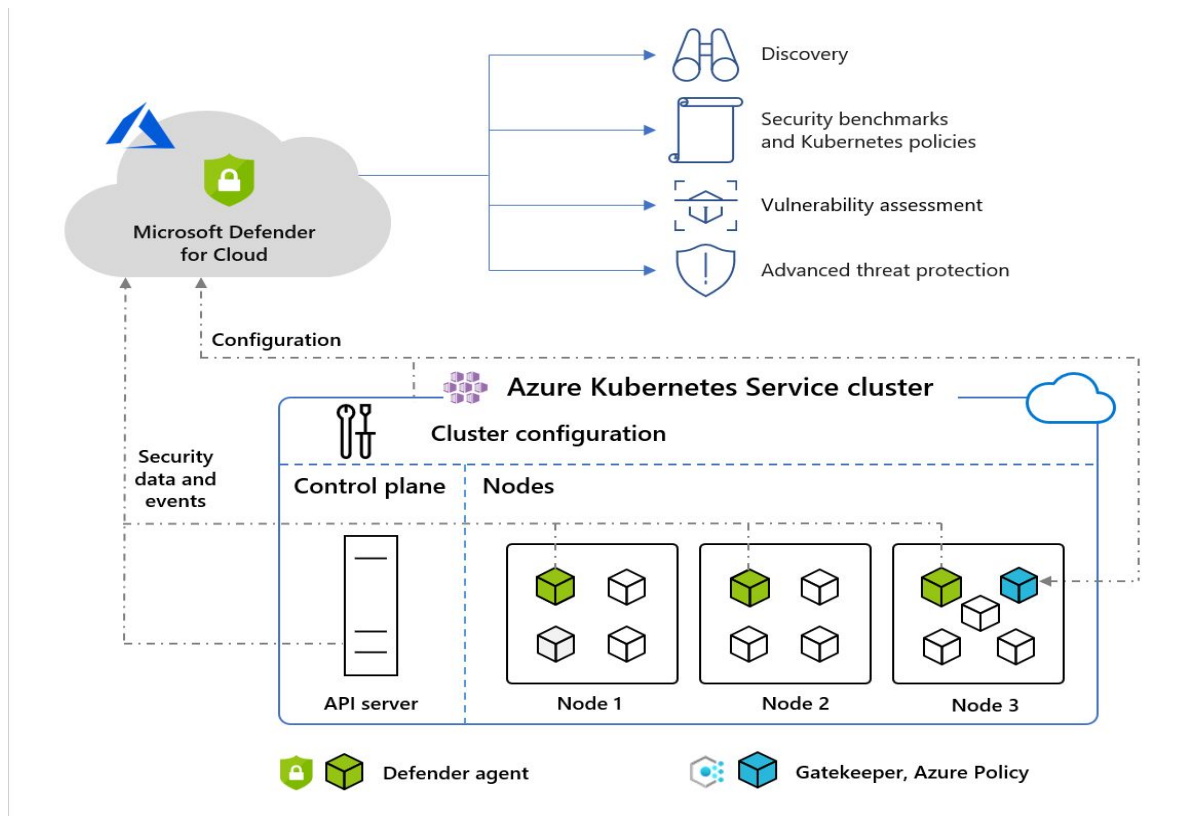 Discovery
Security benchmarks
and Kubernetes policies
Vulnerability assessment
Advanced threat protection
Microsoft Defender
for Cloud
Configuration
Azure Kubernetes Service cluster
Cluster configuration
Security
data and
events
Control plane
Nodes
API server
Node 1
Node 2
Node 3
Defender agent
Gatekeeper, Azure Policy